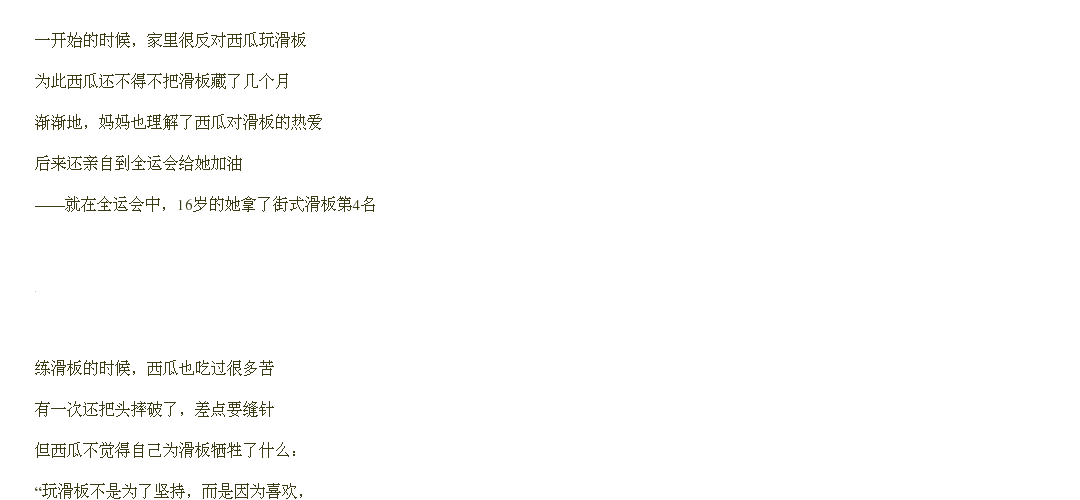 一开始的时候，家里很反对西瓜玩滑板
为此西瓜还不得不把滑板藏了几个月
渐渐地，妈妈也理解了西瓜对滑板的热爱
后来还亲自到全运会给她加油
——就在全运会中，16岁的她拿了街式滑板第4名
练滑板的时候，西瓜也吃过很多苦
有一次还把头摔破了，差点要缝针
但西瓜不觉得自己为滑板牺牲了什么：
“玩滑板不是为了坚持，而是因为喜欢，